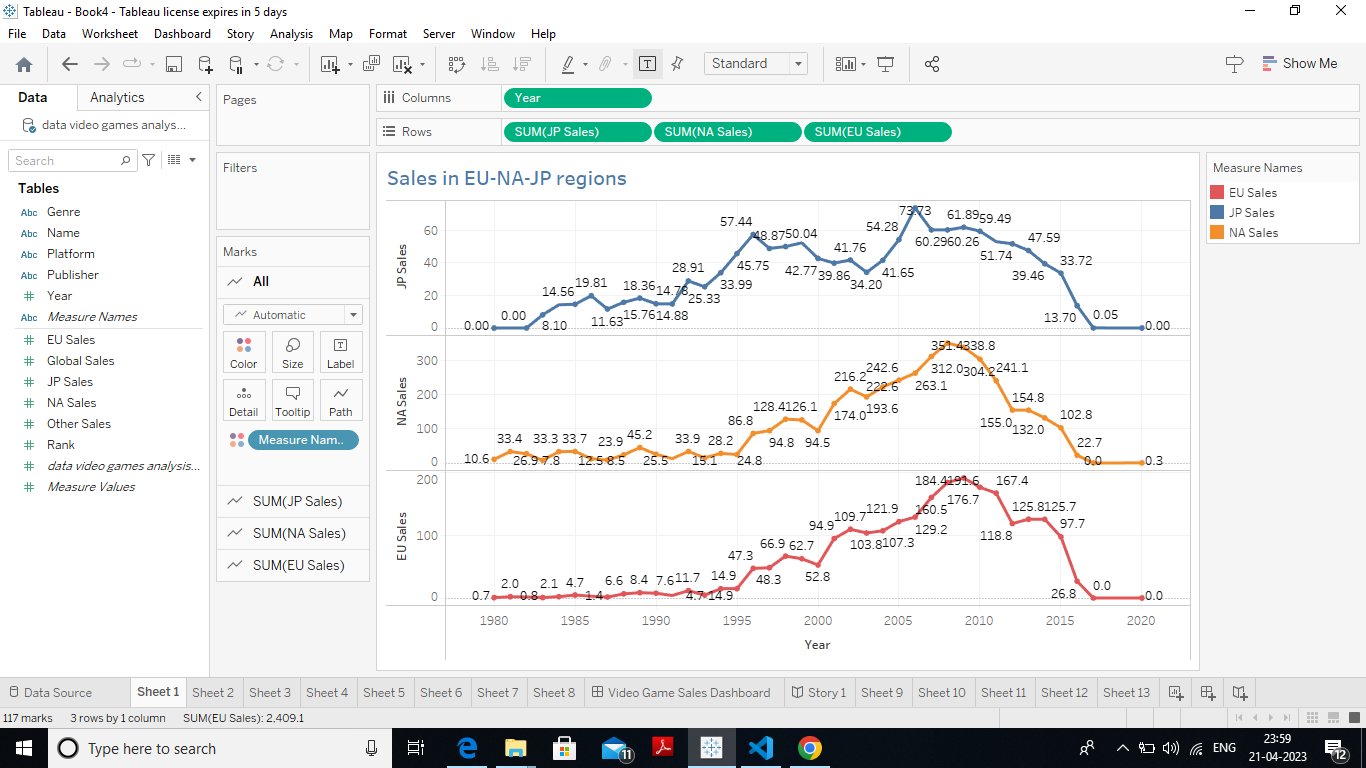 Tableau - Book4 - Tableau license expires in 5 days
File Data Worksheet Dashboard Story Analysis Map Format Server Window Help
Standard
Show Me
Data Analytics
data video games analys...
Search
Tables
Abc Genre
Abc Name
Abc Platform
Abc Publisher
Year
Abc Measure Names
EU Sales
Global Sales
JP Sales
NA Sales
Other Sales
Rank
data video games analysis...
Measure Values
Pages
Filters
Marks
All
Automatic
Color Size Label
Detail Tooltip Path
Measure Nam..
SUM(JP Sales)
SUM(NA Sales)
SUM(EU Sales)
Columns Year
Rows SUM(JP Sales) SUM(NA Sales) SUM(EU Sales)
Sales in EU-NA-JP regions
JP Sales
60
40
20
0
0.00 0.00 8.10 14.56 19.81 11.63 18.36 15.76 14.78 14.88 28.91 25.33 33.99 57.44 45.75 48.87 50.04 42.77 39.86 41.76 34.20 41.65 54.28 73.73 60.29 60.26 61.89 59.49 51.74 47.59 39.46 33.72 13.70 0.05 0.00
NA Sales
300
200
100
0
10.6 33.4 26.9 7.8 33.3 33.7 12.5 8.5 23.9 45.2 25.5 33.9 15.1 28.2 24.8 86.8 94.8 128.4 126.1 94.5 174.0 216.2 193.6 222.6 242.6 263.1 312.0 351.4 338.8 304.2 241.1 155.0 154.8 132.0 102.8 22.7 0.0 0.3
EU Sales
200
100
0
0.7 2.0 0.8 2.1 4.7 1.4 6.6 8.4 7.6 11.7 4.7 14.9 14.9 47.3 48.3 66.9 62.7 52.8 94.9 109.7 103.8 107.3 121.9 129.2 160.5 184.4 191.6 176.7 167.4 118.8 125.8 125.7 97.7 26.8 0.0 0.0
1980 1985 1990 1995 2000 2005 2010 2015 2020
Year
Measure Names
EU Sales
JP Sales
NA Sales
Data Source Sheet 1 Sheet 2 Sheet 3 Sheet 4 Sheet 5 Sheet 6 Sheet 7 Sheet 8 Video Game Sales Dashboard Story 1 Sheet 9 Sheet 10 Sheet 11 Sheet 12 Sheet 13
117 marks 3 rows by 1 column SUM(EU Sales): 2,409.1
Type here to search
11
ENG
23:59
21-04-2023
12